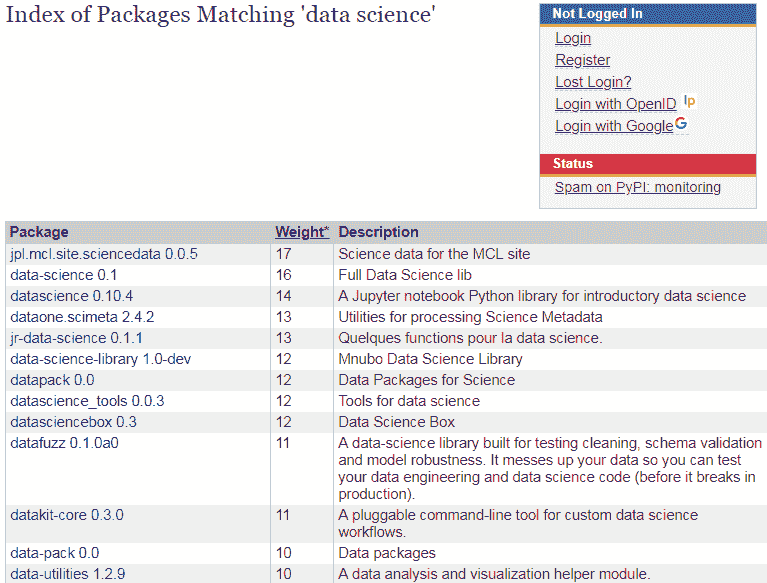 Index of Packages Matching 'data science'
Not Logged In
Login
Register
Lost Login?
Login with OpenID lp
Login with Google G
Status
Spam on PyPI: monitoring
Package Weight* Description
jpl.mcl.site.sciencedata 0.0.5 17 Science data for the MCL site
data-science 0.1 16 Full Data Science lib
datascience 0.10.4 14 A Jupyter notebook Python library for introductory data science
dataone.scimeta 2.4.2 13 Utilities for processing Science Metadata
jr-data-science 0.1.1 13 Quelques functions pour la data science.
data-science-library 1.0-dev 12 Mnubo Data Science Library
datapack 0.0 12 Data Packages for Science
datascience_tools 0.0.3 12 Tools for data science
datasciencebox 0.3 12 Data Science Box
datafuzz 0.1.0a0 11 A data-science library built for testing cleaning, schema validation
and model robustness. It messes up your data so you can test
your data engineering and data science code (before it breaks in
production).
datakit-core 0.3.0 11 A pluggable command-line tool for custom data science
workflows.
data-pack 0.0 10 Data packages
data-utilities 1.2.9 10 A data analysis and visualization helper module.